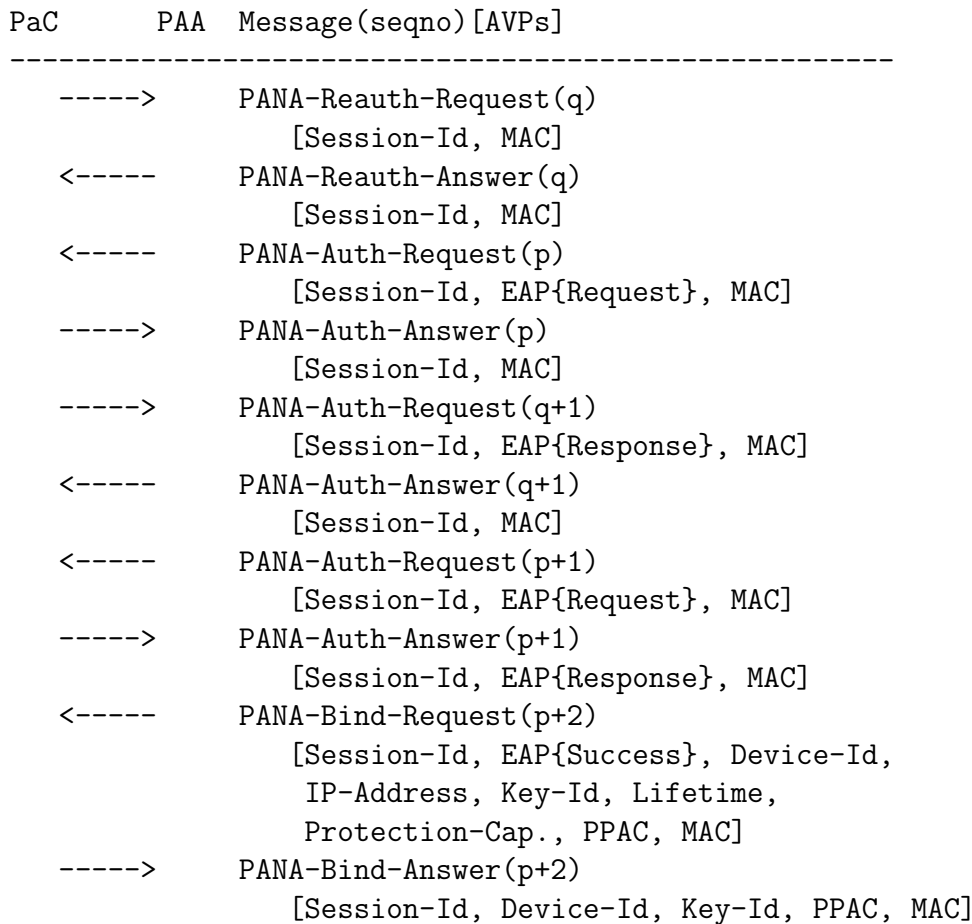 PaC      PAA  Message(seqno)[AVPs]
------------------------------------------------------
   ----->     PANA-Reauth-Request(q)
                 [Session-Id, MAC]
   <-----     PANA-Reauth-Answer(q)
                 [Session-Id, MAC]
   <-----     PANA-Auth-Request(p)
                 [Session-Id, EAP{Request}, MAC]
   ----->     PANA-Auth-Answer(p)
                 [Session-Id, MAC]
   ----->     PANA-Auth-Request(q+1)
                 [Session-Id, EAP{Response}, MAC]
   <-----     PANA-Auth-Answer(q+1)
                 [Session-Id, MAC]
   <-----     PANA-Auth-Request(p+1)
                 [Session-Id, EAP{Request}, MAC]
   ----->     PANA-Auth-Answer(p+1)
                 [Session-Id, EAP{Response}, MAC]
   <-----     PANA-Bind-Request(p+2)
                 [Session-Id, EAP{Success}, Device-Id,
                  IP-Address, Key-Id, Lifetime,
                  Protection-Cap., PPAC, MAC]
   ----->     PANA-Bind-Answer(p+2)
                 [Session-Id, Device-Id, Key-Id, PPAC, MAC]